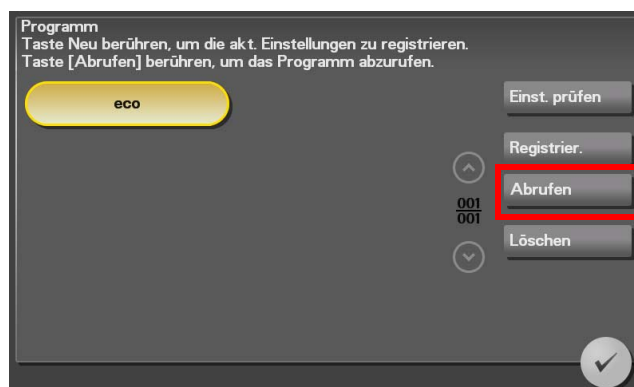 Programm
Taste Neu berühren, um die akt. Einstellungen zu registrieren.
Taste [Abrufen] berühren, um das Programm abzurufen.
eco
Einst. prüfen
Registrier.
Abrufen
001
001
Löschen